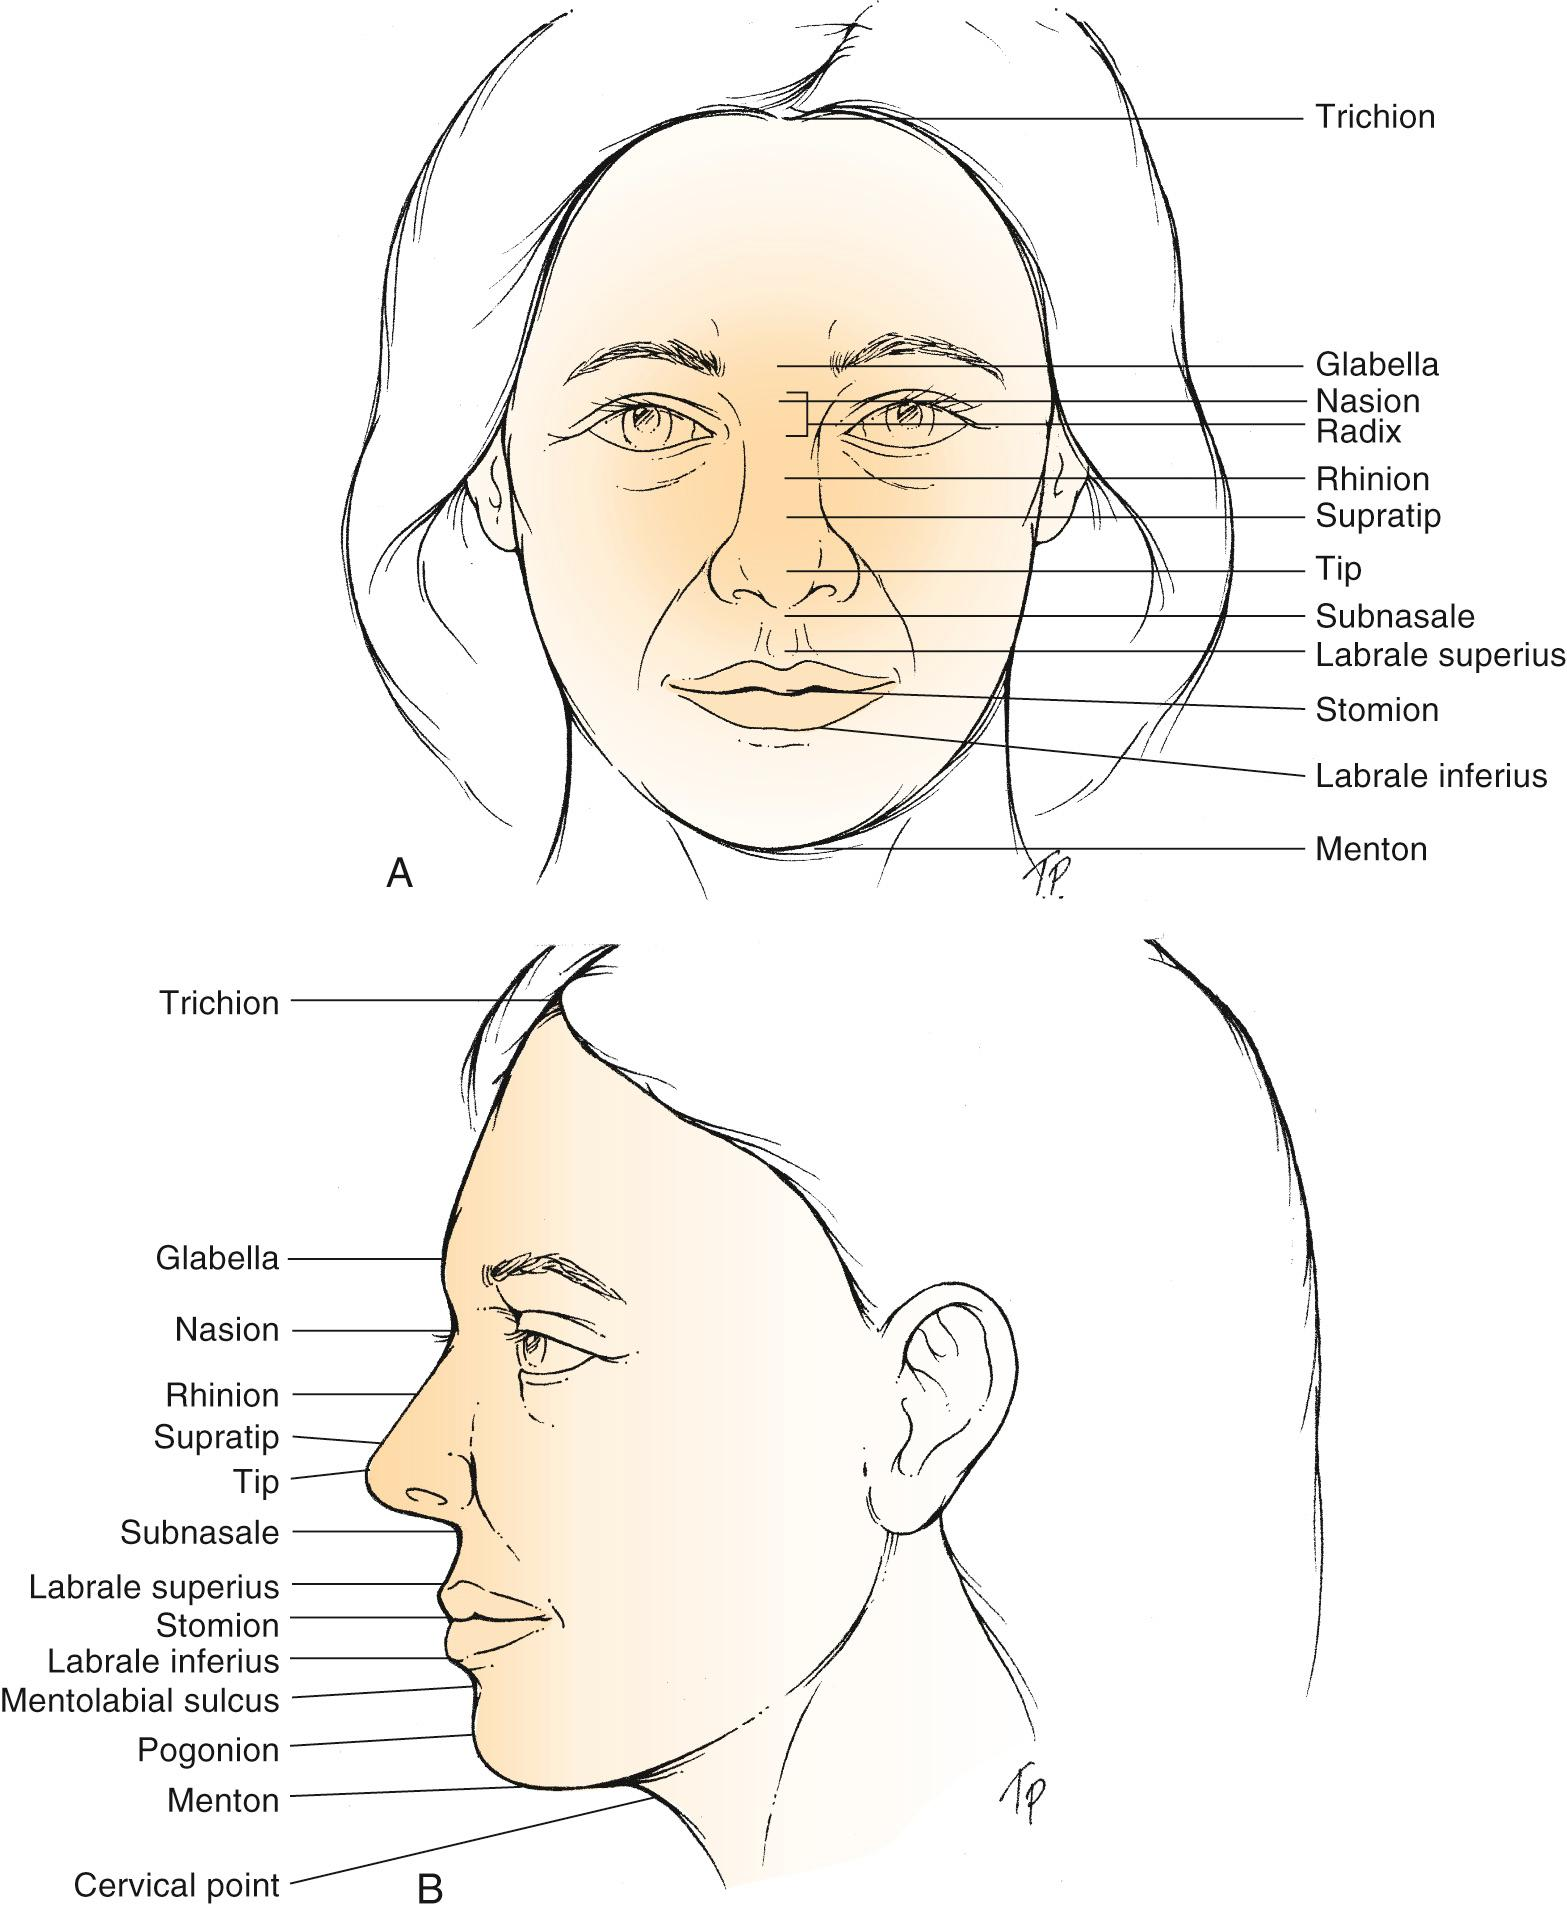 Trichion
Glabella
Nasion
Radix
Rhinion
Supratip
Tip
Subnasale
Labrale superius
Stomion
Labrale inferius
Menton
A
T.P.
Trichion
Glabella
Nasion
Rhinion
Supratip
Tip
Subnasale
Labrale superius
Stomion
Labrale inferius
Mentolabial sulcus
Pogonion
Menton
Cervical point
B
TP